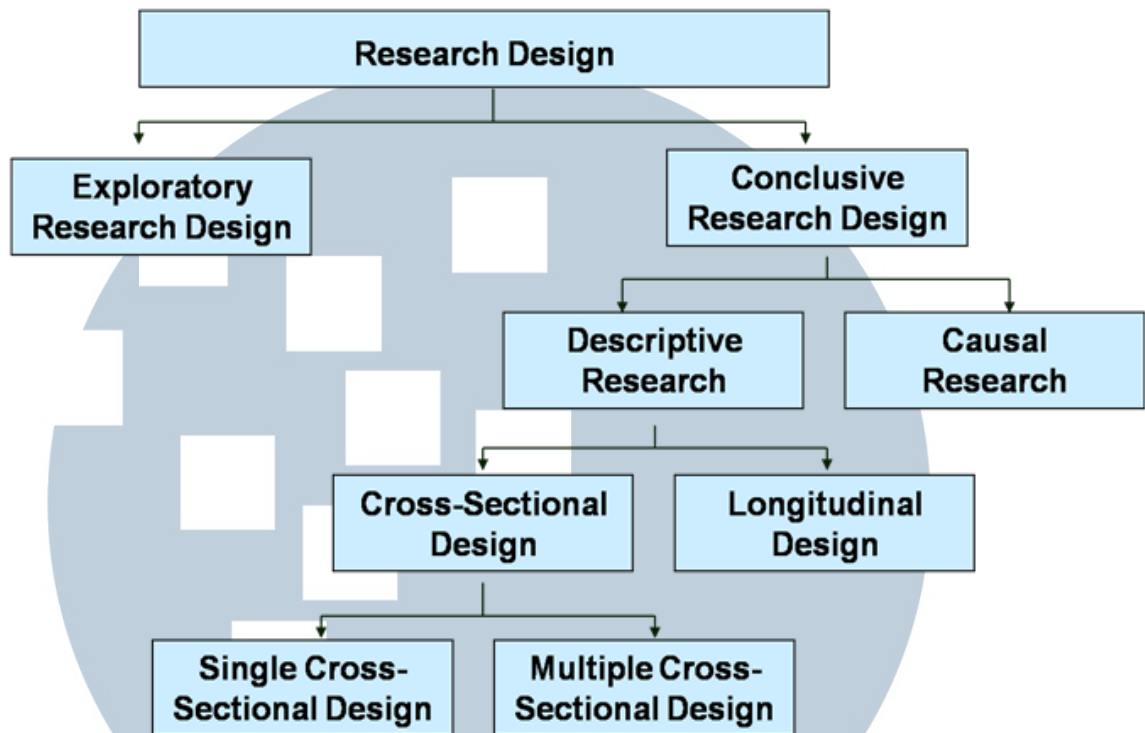 Research Design
Exploratory
Research Design
Conclusive
Research Design
Descriptive
Research
Causal
Research
Cross-Sectional
Design
Longitudinal
Design
Single Cross-
Sectional Design
Multiple Cross-
Sectional Design